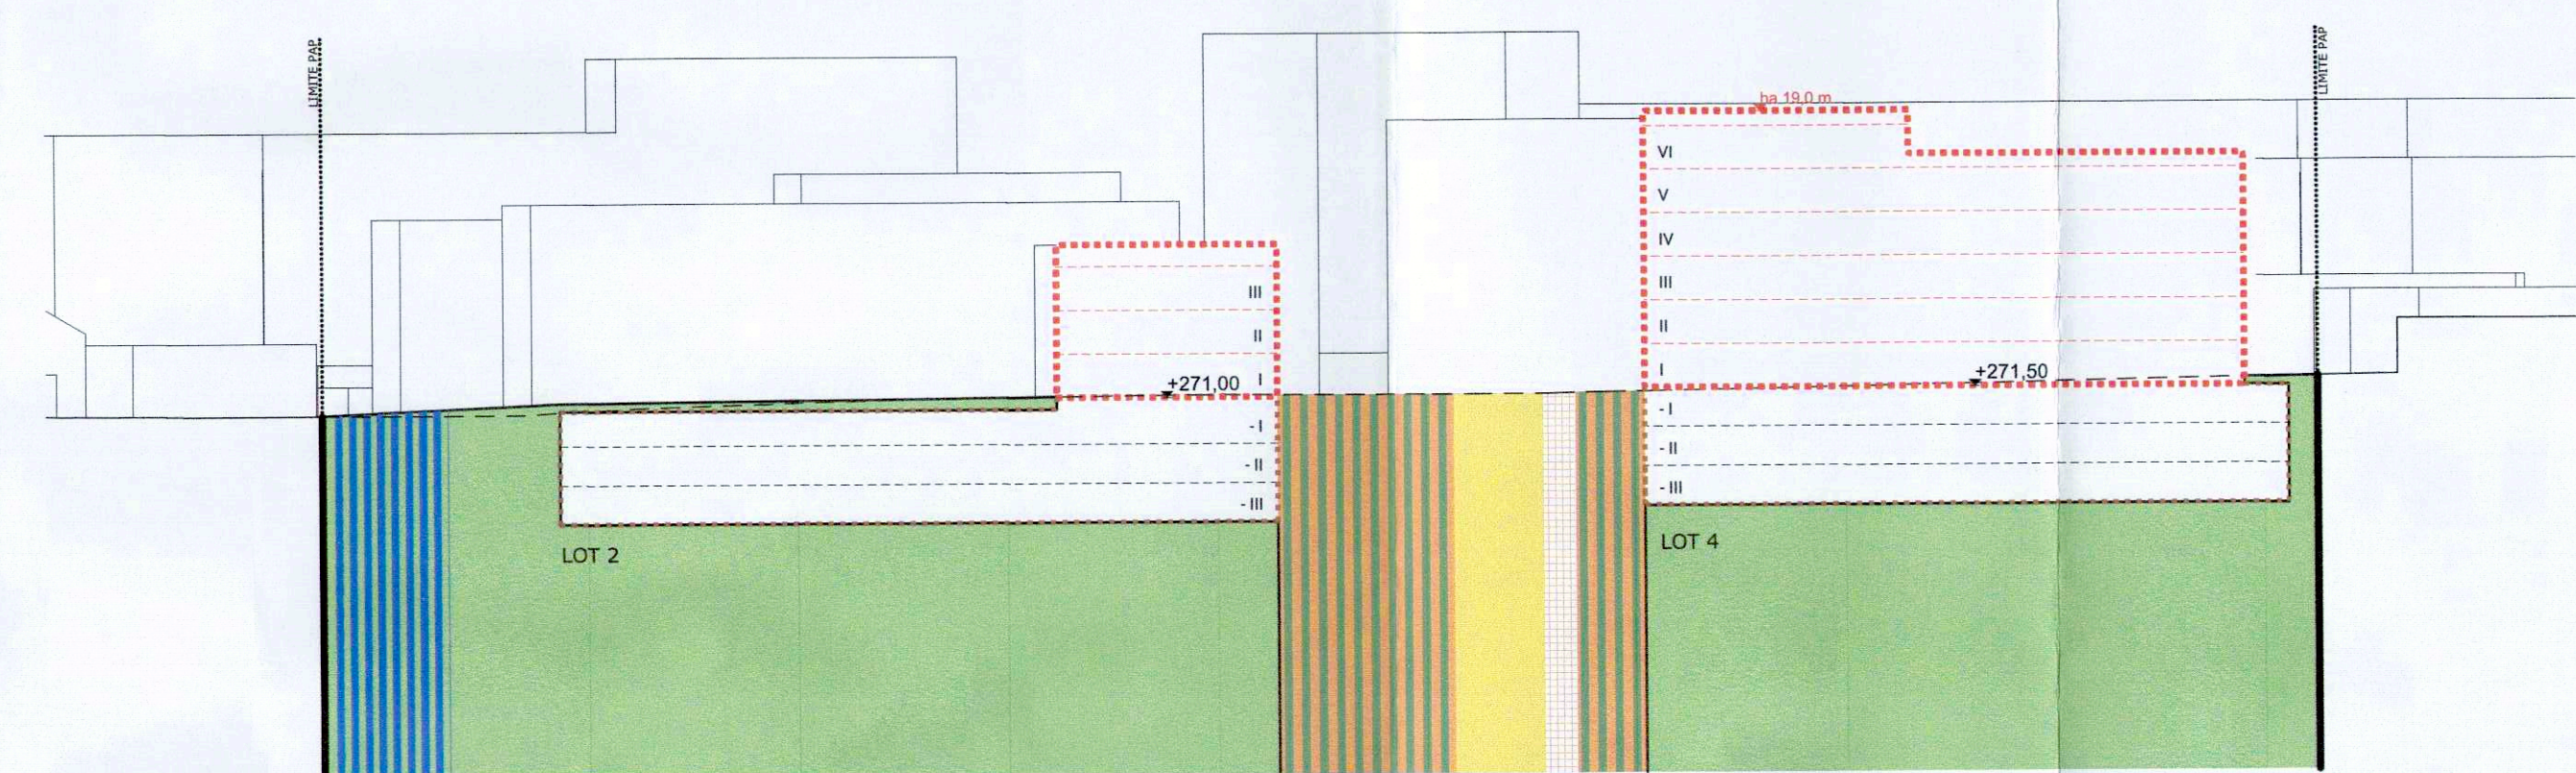 LIMITE PAP
LIMITE PAP
ha 19,0 m
VI
V
IV
III
II
I
+271,50
III
II
I
+271,00
- I
- II
- III
- I
- II
- III
LOT 2
LOT 4